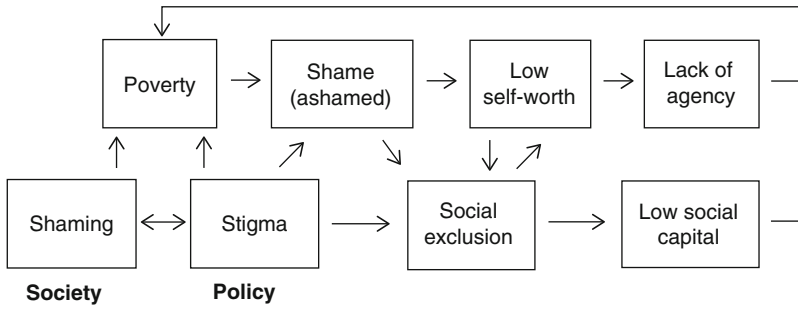 Poverty
Shame
(ashamed)
Low
self-worth
Lack of
agency
Shaming
Stigma
Social
exclusion
Low social
capital
Society
Policy